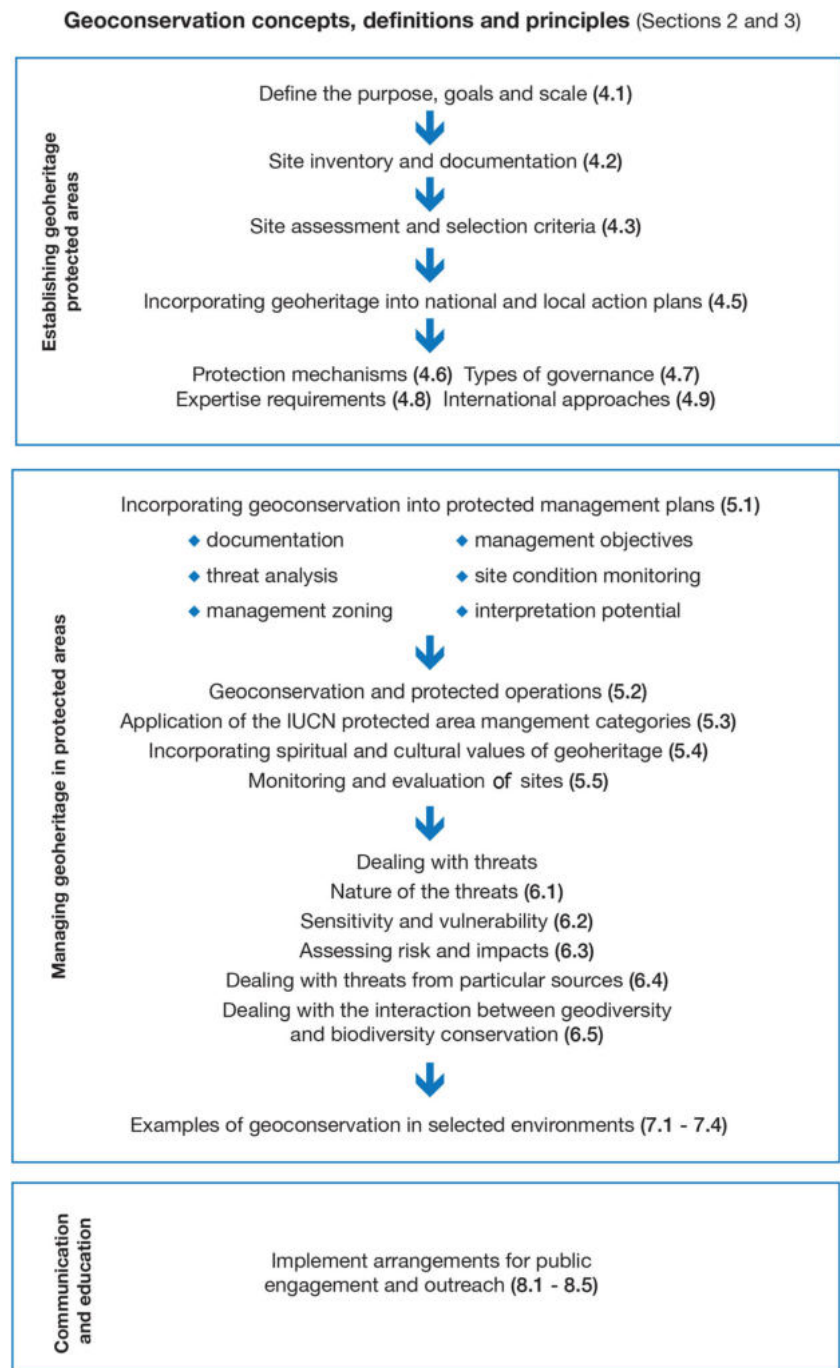 Geoconservation concepts, definitions and principles (Sections 2 and 3)
Establishing geoheritage
protected areas
Define the purpose, goals and scale (4.1)
Site inventory and documentation (4.2)
Site assessment and selection criteria (4.3)
Incorporating geoheritage into national and local action plans (4.5)
Protection mechanisms (4.6) Types of governance (4.7)
Expertise requirements (4.8) International approaches (4.9)
Managing geoheritage in protected areas
Incorporating geoconservation into protected management plans (5.1)
◆ documentation ◆ management objectives
◆ threat analysis ◆ site condition monitoring
◆ management zoning ◆ interpretation potential
Geoconservation and protected operations (5.2)
Application of the IUCN protected area mangement categories (5.3)
Incorporating spiritual and cultural values of geoheritage (5.4)
Monitoring and evaluation of sites (5.5)
Dealing with threats
Nature of the threats (6.1)
Sensitivity and vulnerability (6.2)
Assessing risk and impacts (6.3)
Dealing with threats from particular sources (6.4)
Dealing with the interaction between geodiversity
and biodiversity conservation (6.5)
Examples of geoconservation in selected environments (7.1 - 7.4)
Communication
and education
Implement arrangements for public
engagement and outreach (8.1 - 8.5)